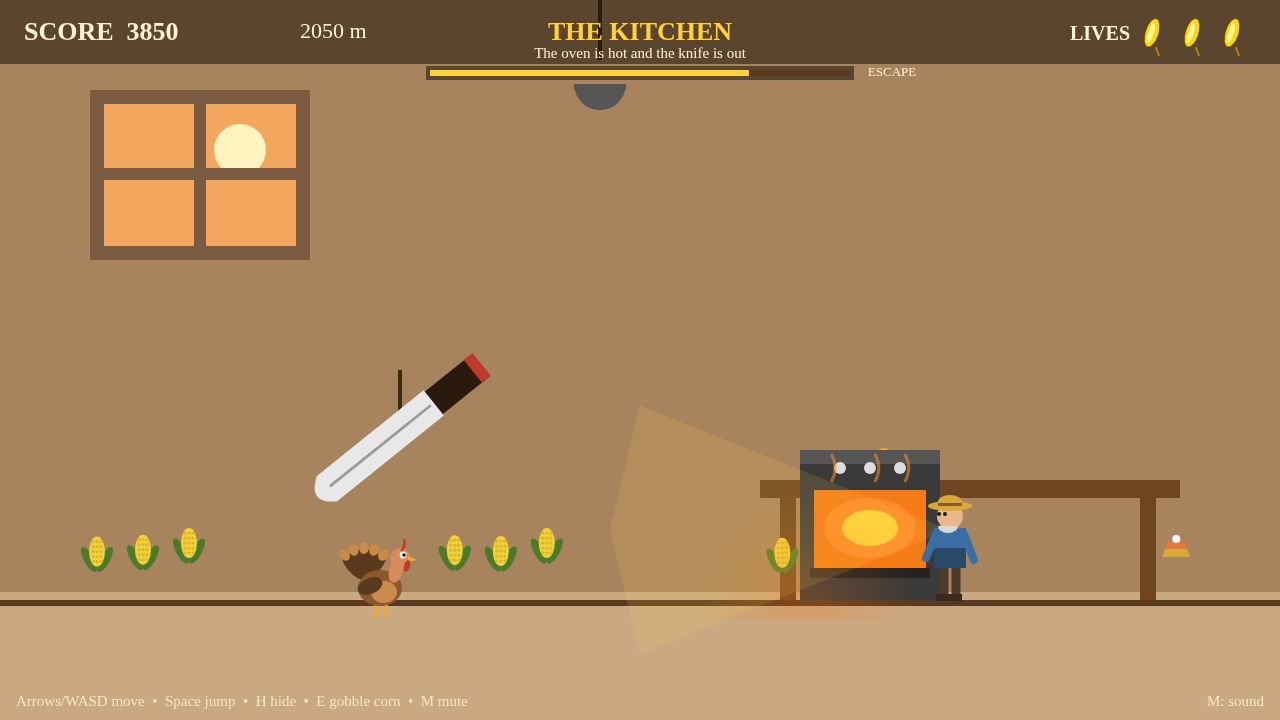 SCORE 3850
2050 m
THE KITCHEN
LIVES
The oven is hot and the knife is out
ESCAPE
Arrows/WASD move • Space jump • H hide • E gobble corn • M mute
M: sound